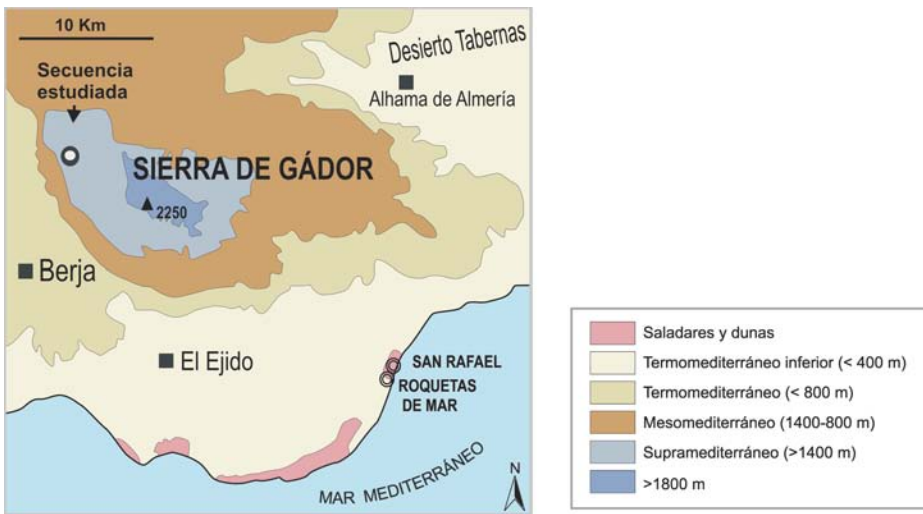 10 Km
Secuencia
estudiada
Desierto Tabernas
Alhama de Almería
SIERRA DE GÁDOR
2250
Berja
El Ejido
SAN RAFAEL
ROQUETAS
DE MAR
MAR MEDITERRÁNEO
N
Saladares y dunas
Termomediterráneo inferior (< 400 m)
Termomediterráneo (< 800 m)
Mesomediterráneo (1400-800 m)
Supramediterráneo (>1400 m)
>1800 m